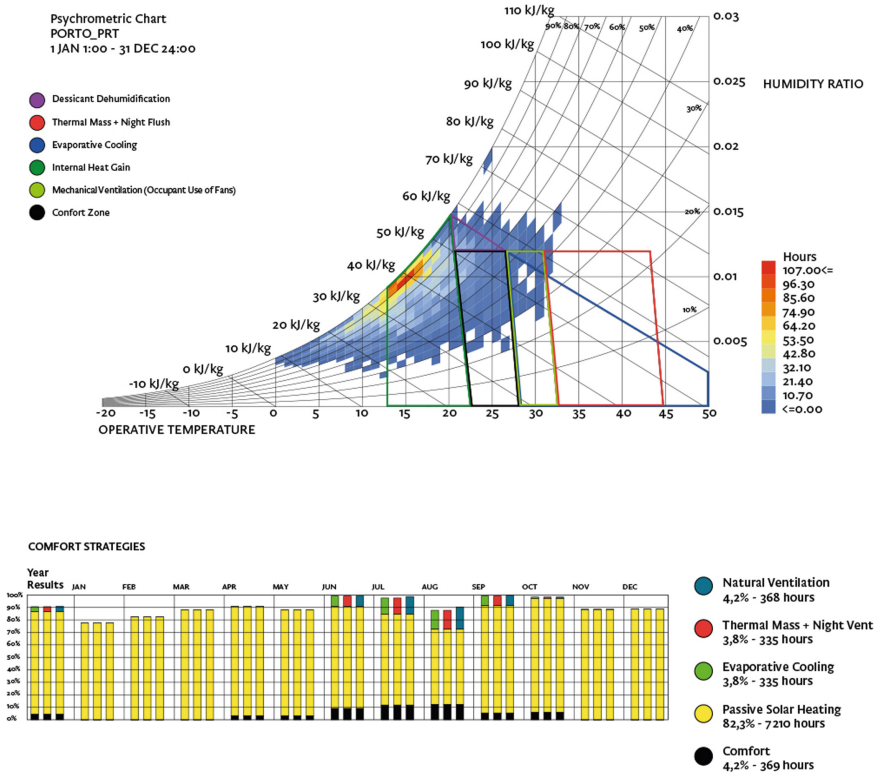 Psychrometric Chart
PORTO_PRT
1 JAN 1:00 - 31 DEC 24:00
Dessicant Dehumidification
Thermal Mass + Night Flush
Evaporative Cooling
Internal Heat Gain
Mechanical Ventilation (Occupant Use of Fans)
Confort Zone
110 kJ/kg
100 kJ/kg
90 kJ/kg
80 kJ/kg
70 kJ/kg
60 kJ/kg
50 kJ/kg
40 kJ/kg
30 kJ/kg
20 kJ/kg
10 kJ/kg
0 kJ/kg
-10 kJ/kg
90% 80% 70% 60% 50% 40%
30%
20%
10%
0.03
0.025
0.02
0.015
0.01
0.005
HUMIDITY RATIO
-20 -15 -10 -5 0 5 10 15 20 25 30 35 40 45 50
OPERATIVE TEMPERATURE
Hours
107.00<=
96.30
85.60
74.90
64.20
53.50
42.80
32.10
21.40
10.70
<=0.00
COMFORT STRATEGIES
Year
Results JAN FEB MAR APR MAY JUN JUL AUG SEP OCT NOV DEC
100%
90%
80%
70%
60%
50%
40%
30%
20%
10%
0%
Natural Ventilation
4,2% - 368 hours
Thermal Mass + Night Vent
3,8% - 335 hours
Evaporative Cooling
3,8% - 335 hours
Passive Solar Heating
82,3% - 7210 hours
Comfort
4,2% - 369 hours